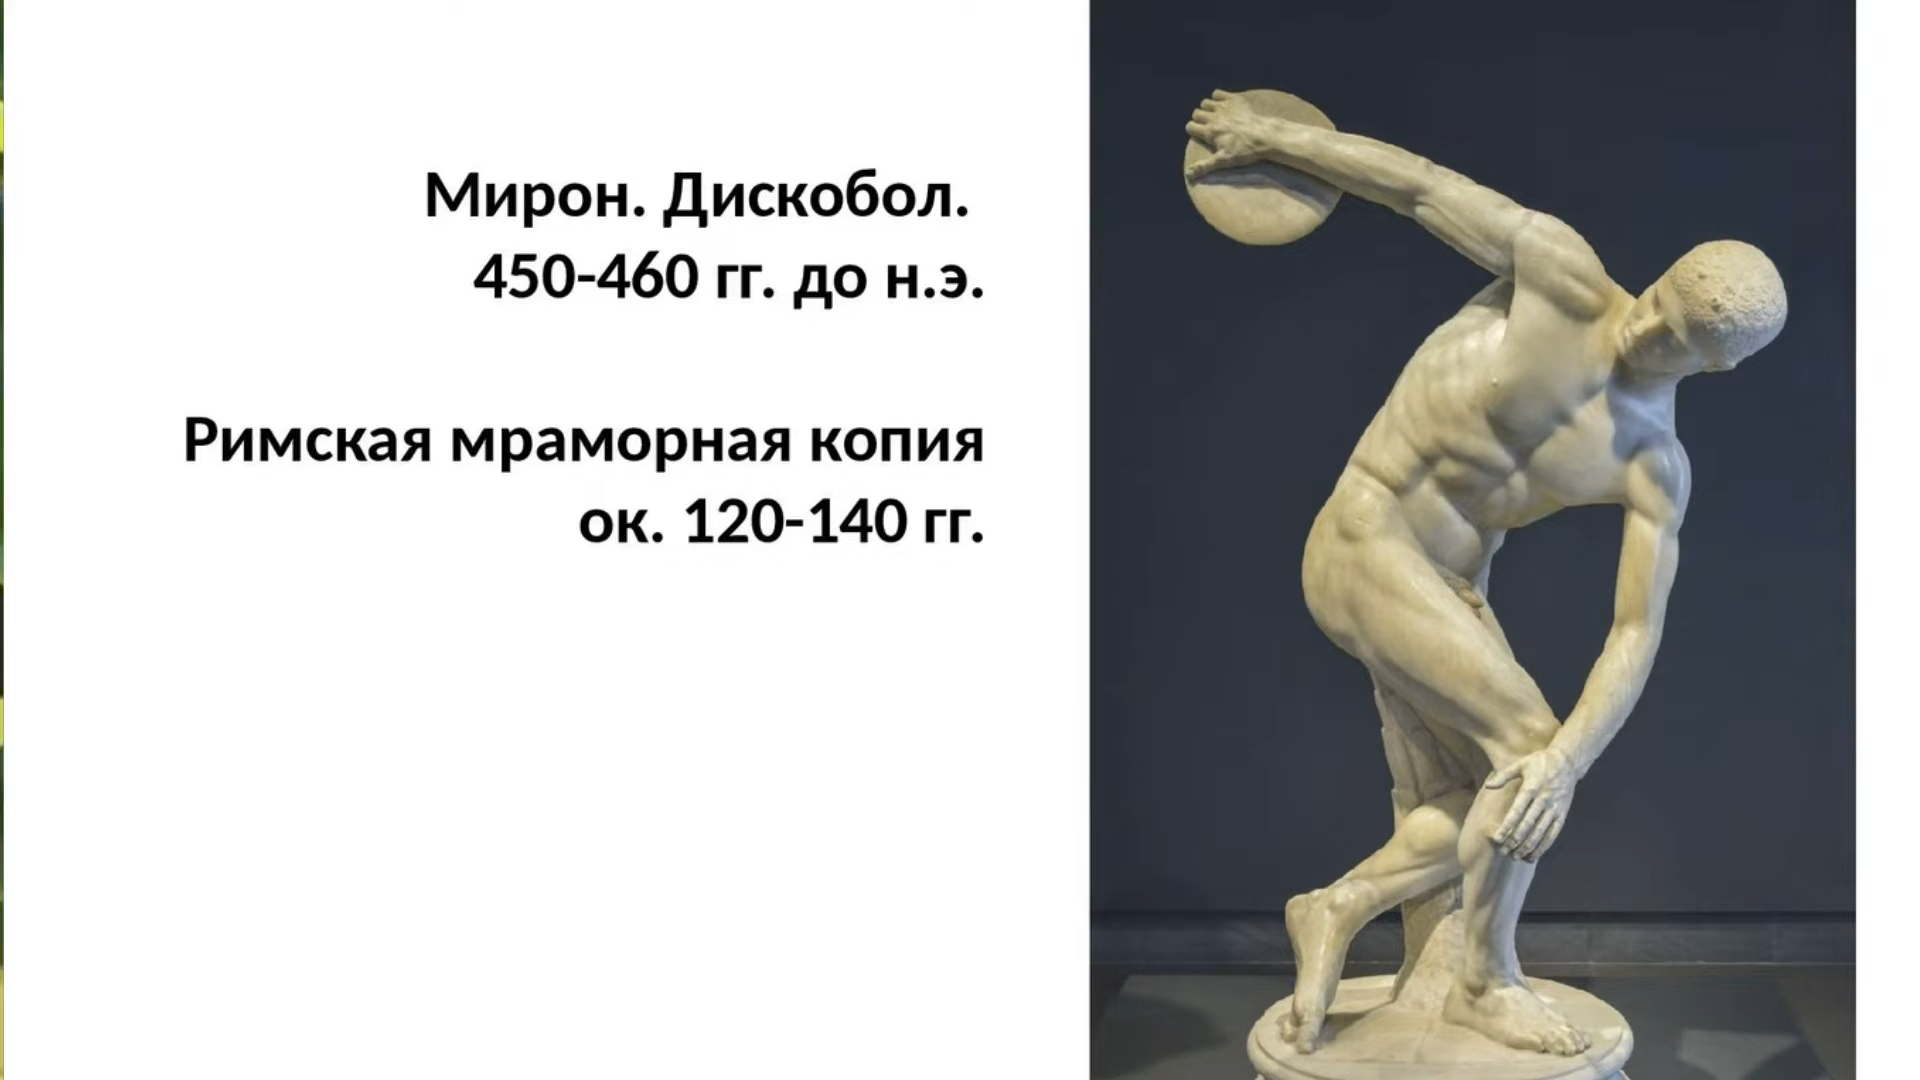 Мирон. Дискобол.
450-460 гг. до н.э.
Римская мраморная копия
ок. 120-140 гг.